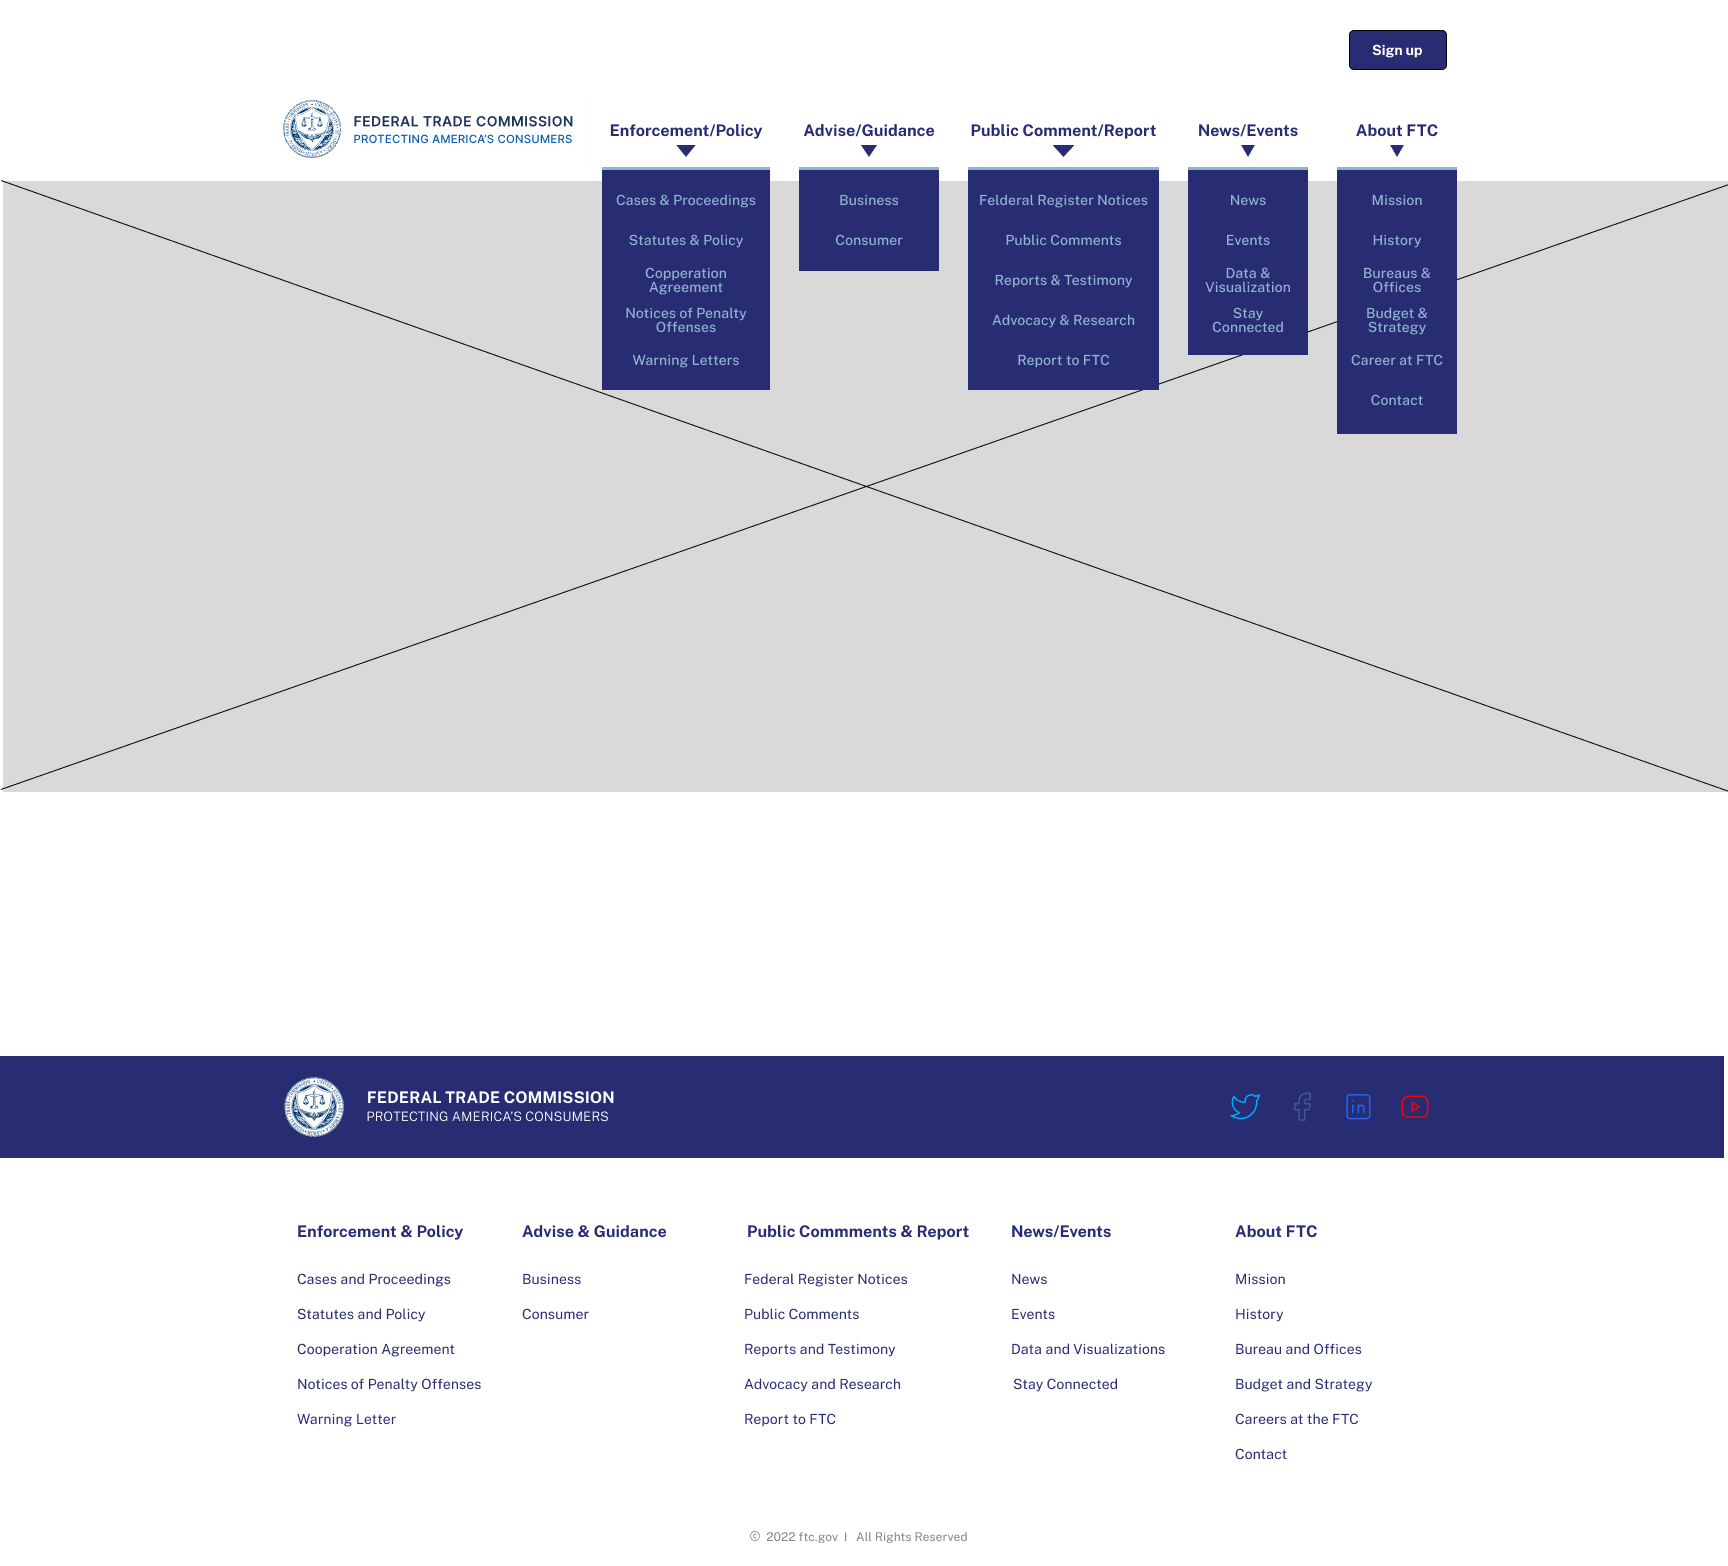 Sign up
FEDERAL TRADE COMMISSION
PROTECTING AMERICA'S CONSUMERS
Enforcement/Policy
Advise/Guidance
Public Comment/Report
News/Events
About FTC
Cases & Proceedings
Statutes & Policy
Copperation
Agreement
Notices of Penalty
Offenses
Warning Letters
Business
Consumer
Felderal Register Notices
Public Comments
Reports & Testimony
Advocacy & Research
Report to FTC
News
Events
Data &
Visualization
Stay
Connected
Mission
History
Bureaus &
Offices
Budget &
Strategy
Career at FTC
Contact
FEDERAL TRADE COMMISSION
PROTECTING AMERICA'S CONSUMERS
Enforcement & Policy
Cases and Proceedings
Statutes and Policy
Cooperation Agreement
Notices of Penalty Offenses
Warning Letter
Advise & Guidance
Business
Consumer
Public Commments & Report
Federal Register Notices
Public Comments
Reports and Testimony
Advocacy and Research
Report to FTC
News/Events
News
Events
Data and Visualizations
Stay Connected
About FTC
Mission
History
Bureau and Offices
Budget and Strategy
Careers at the FTC
Contact
© 2022 ftc.gov I All Rights Reserved